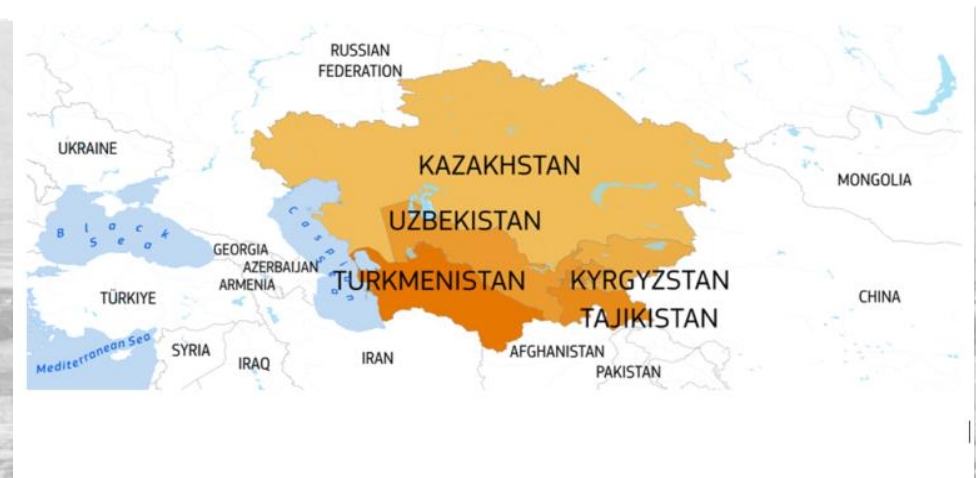 RUSSIAN
FEDERATION
UKRAINE
KAZAKHSTAN
MONGOLIA
UZBEKISTAN
Black
Sea
Caspian
Sea
GEORGIA
AZERBAIJAN
ARMENIA
TURKMENISTAN
KYRGYZSTAN
TÜRKIYE
CHINA
TAJIKISTAN
Mediterranean Sea
SYRIA
IRAQ
IRAN
AFGHANISTAN
PAKISTAN